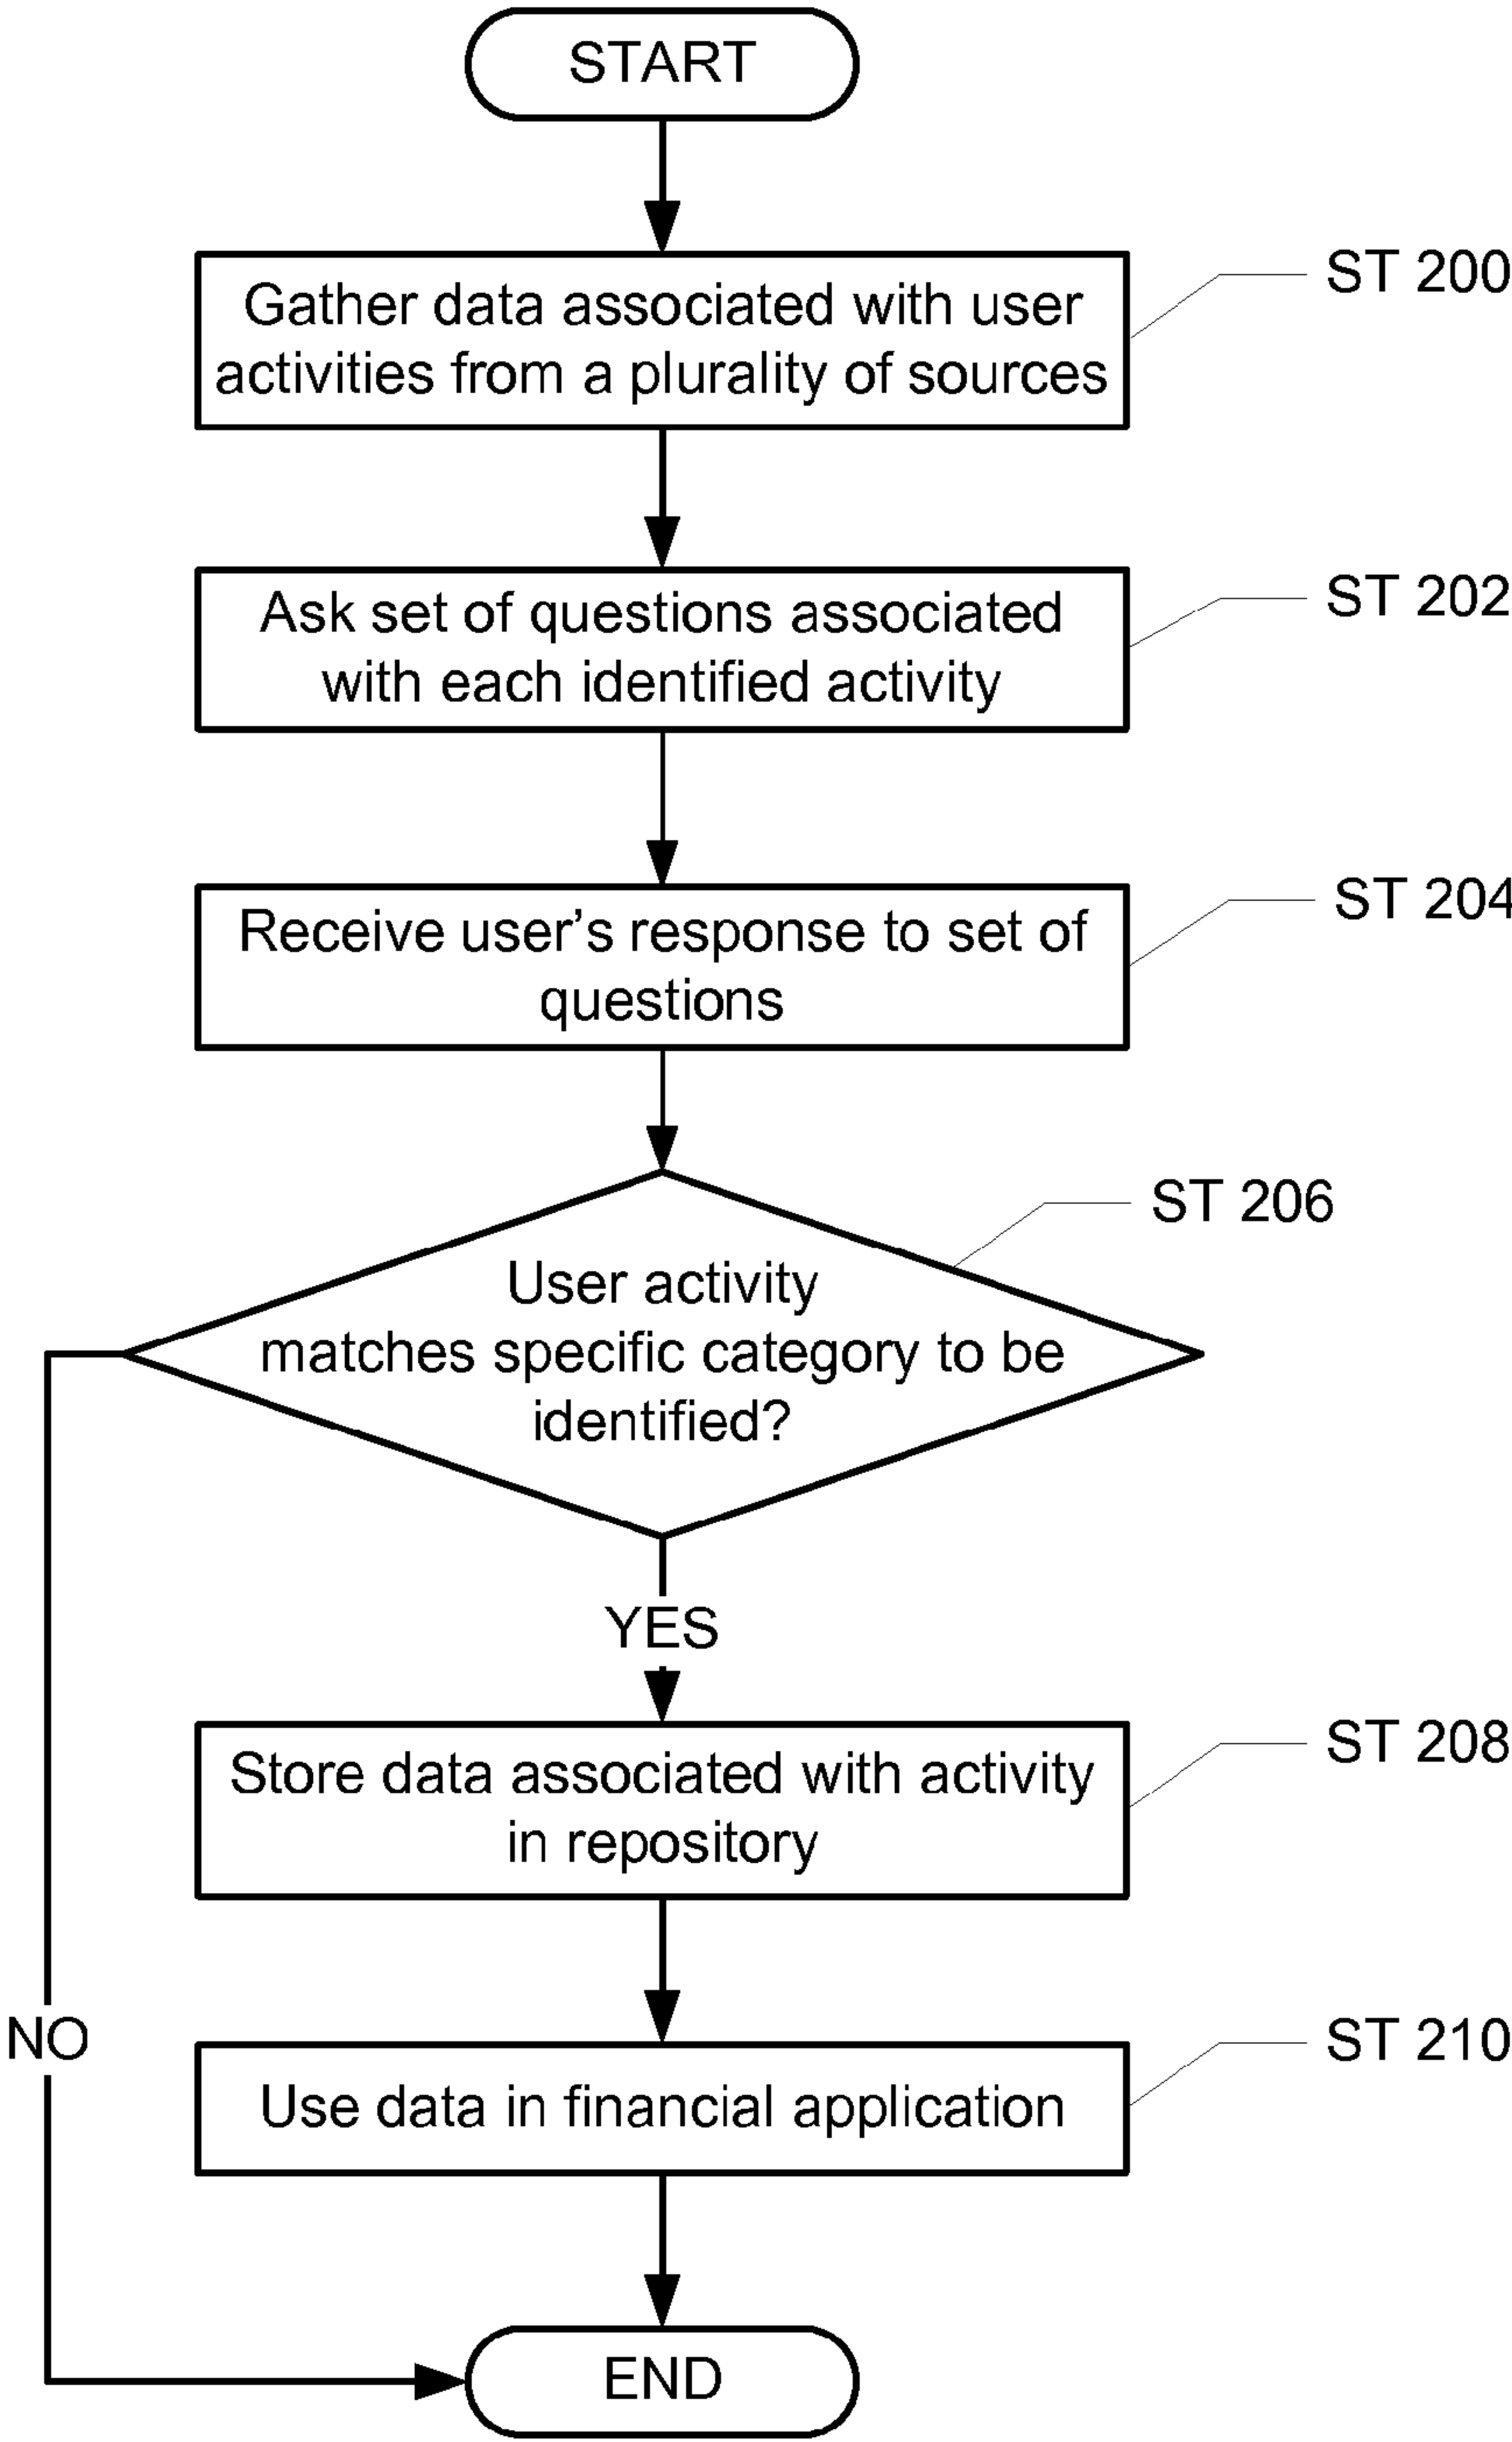 START
Gather data associated with user
activities from a plurality of sources
ST 200
Ask set of questions associated
with each identified activity
ST 202
Receive user’s response to set of
questions
ST 204
User activity
matches specific category to be
identified?
ST 206
YES
Store data associated with activity
in repository
ST 208
NO
Use data in financial application
ST 210
END